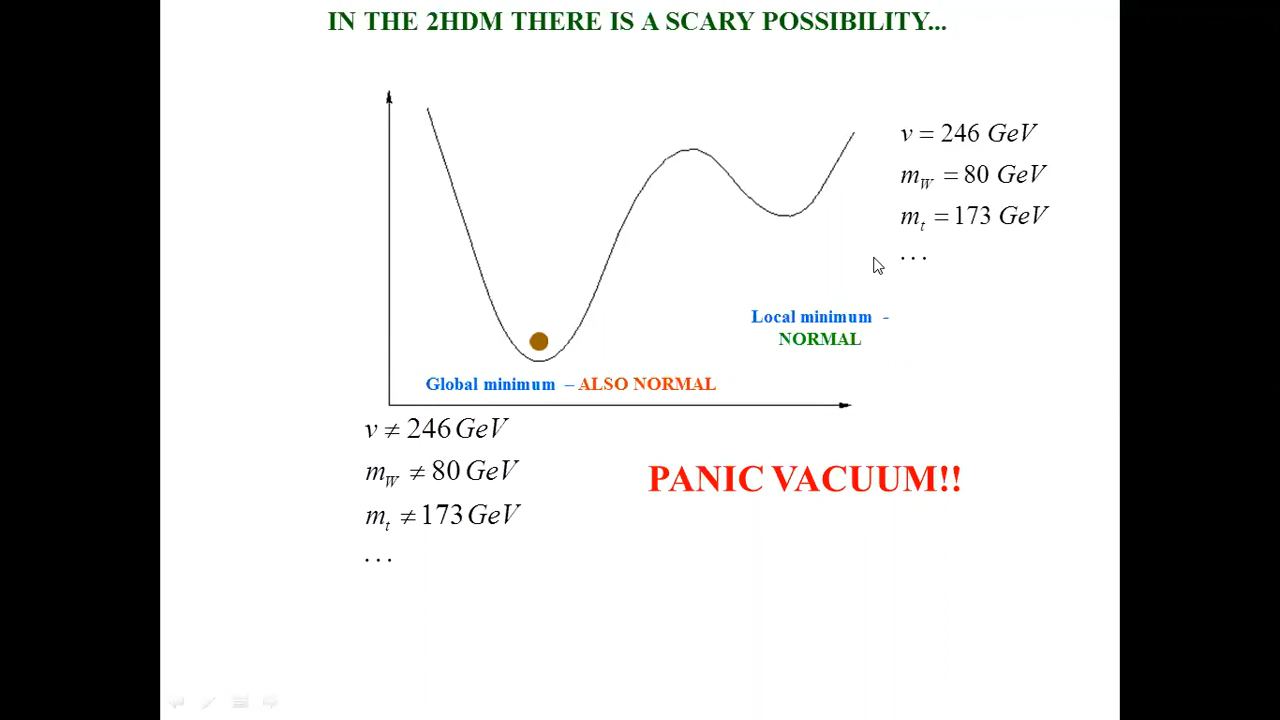 IN THE 2HDM THERE IS A SCARY POSSIBILITY...
v = 246 GeV
m_W = 80 GeV
m_t = 173 GeV
...
Local minimum -
NORMAL
Global minimum – ALSO NORMAL
v ≠ 246 GeV
m_W ≠ 80 GeV
m_t ≠ 173 GeV
...
PANIC VACUUM!!